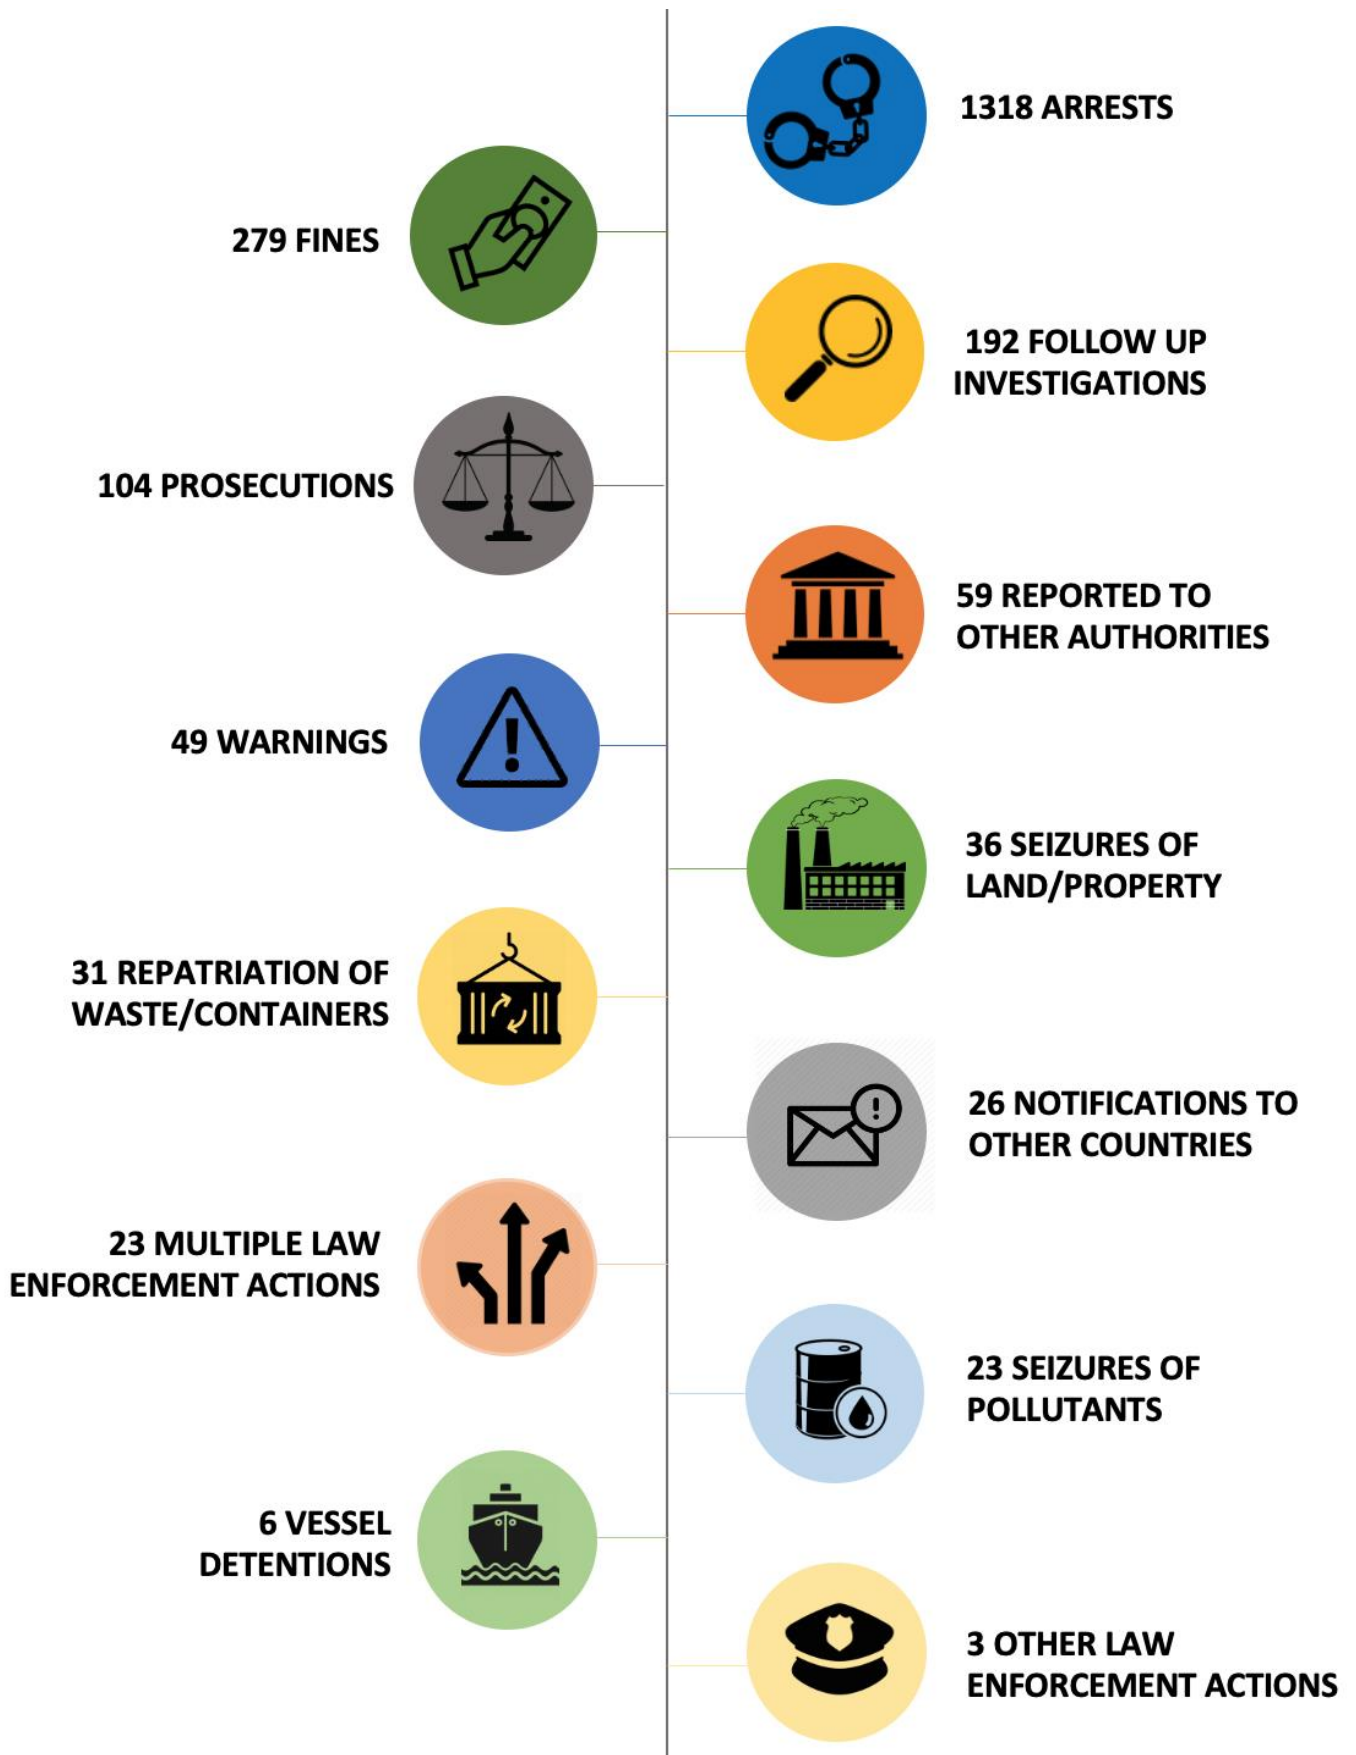 1318 ARRESTS
279 FINES
192 FOLLOW UP
INVESTIGATIONS
104 PROSECUTIONS
59 REPORTED TO
OTHER AUTHORITIES
49 WARNINGS
36 SEIZURES OF
LAND/PROPERTY
31 REPATRIATION OF
WASTE/CONTAINERS
26 NOTIFICATIONS TO
OTHER COUNTRIES
23 MULTIPLE LAW
ENFORCEMENT ACTIONS
23 SEIZURES OF
POLLUTANTS
6 VESSEL
DETENTIONS
3 OTHER LAW
ENFORCEMENT ACTIONS